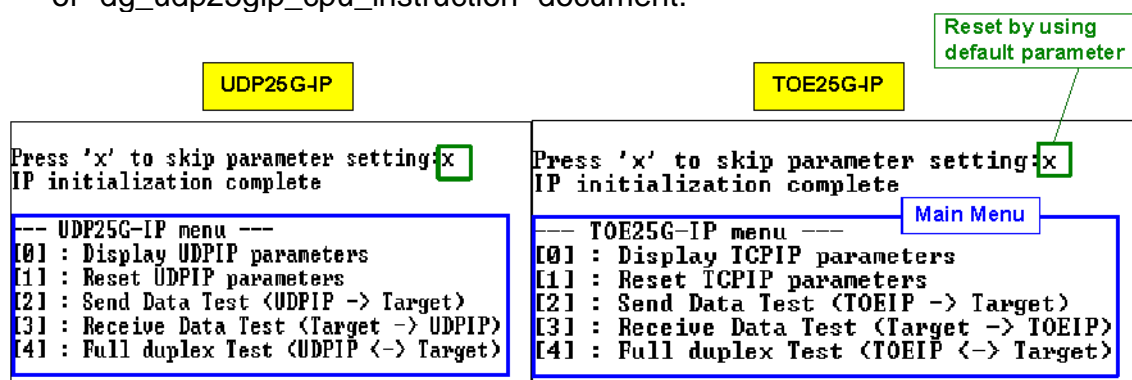 of "dg_udp25gip_cpu_instruction" document.
Reset by using
default parameter
UDP25G-IP
TOE25G-IP
Press 'x' to skip parameter setting:x
IP initialization complete
--- UDP25G-IP menu ---
[0] : Display UDPIP parameters
[1] : Reset UDPIP parameters
[2] : Send Data Test (UDPIP -> Target)
[3] : Receive Data Test (Target -> UDPIP)
[4] : Full duplex Test (UDPIP <-> Target)
Press 'x' to skip parameter setting:x
IP initialization complete
Main Menu
--- TOE25G-IP menu ---
[0] : Display TCPIP parameters
[1] : Reset TCPIP parameters
[2] : Send Data Test (TOEIP -> Target)
[3] : Receive Data Test (Target -> TOEIP)
[4] : Full duplex Test (TOEIP <-> Target)